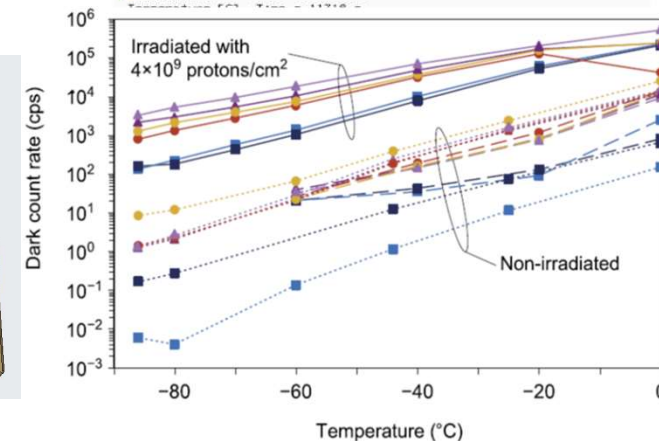 10⁶
10⁵
10⁴
10³
10²
10¹
10⁰
10⁻¹
10⁻²
10⁻³
Dark count rate (cps)
Irradiated with
4×10⁹ protons/cm²
Non-irradiated
−80
−60
−40
−20
Temperature (°C)